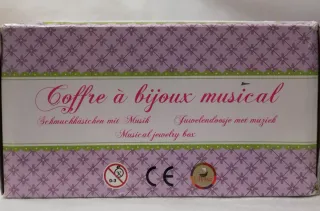 Coffre à bijoux musical
Schmuckkästchen mit Musik Juwelendoosje met muziek
Musical jewelry box
CE